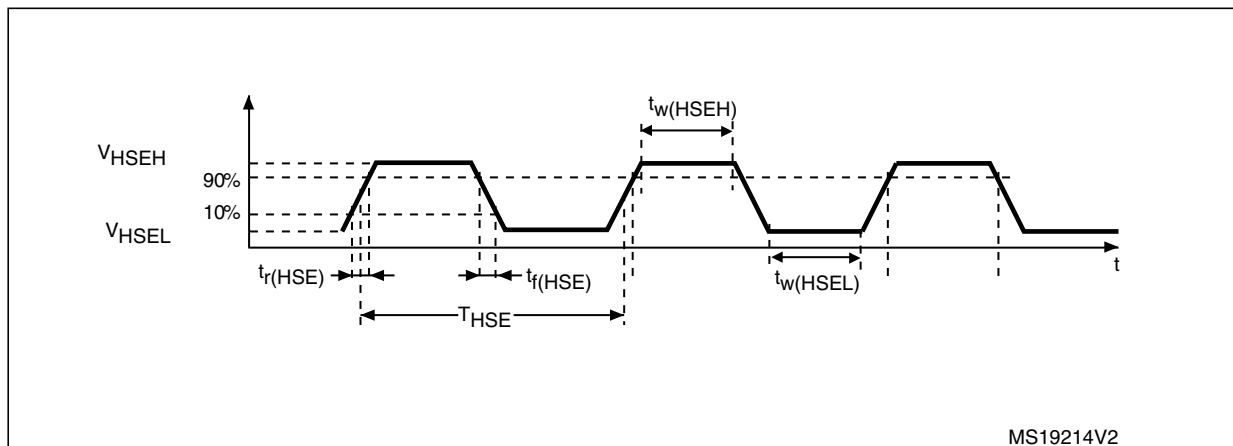 tw(HSEH)
VHSEH
90%
10%
VHSEL
tr(HSE)
tf(HSE)
tw(HSEL)
t
THSE
MS19214V2